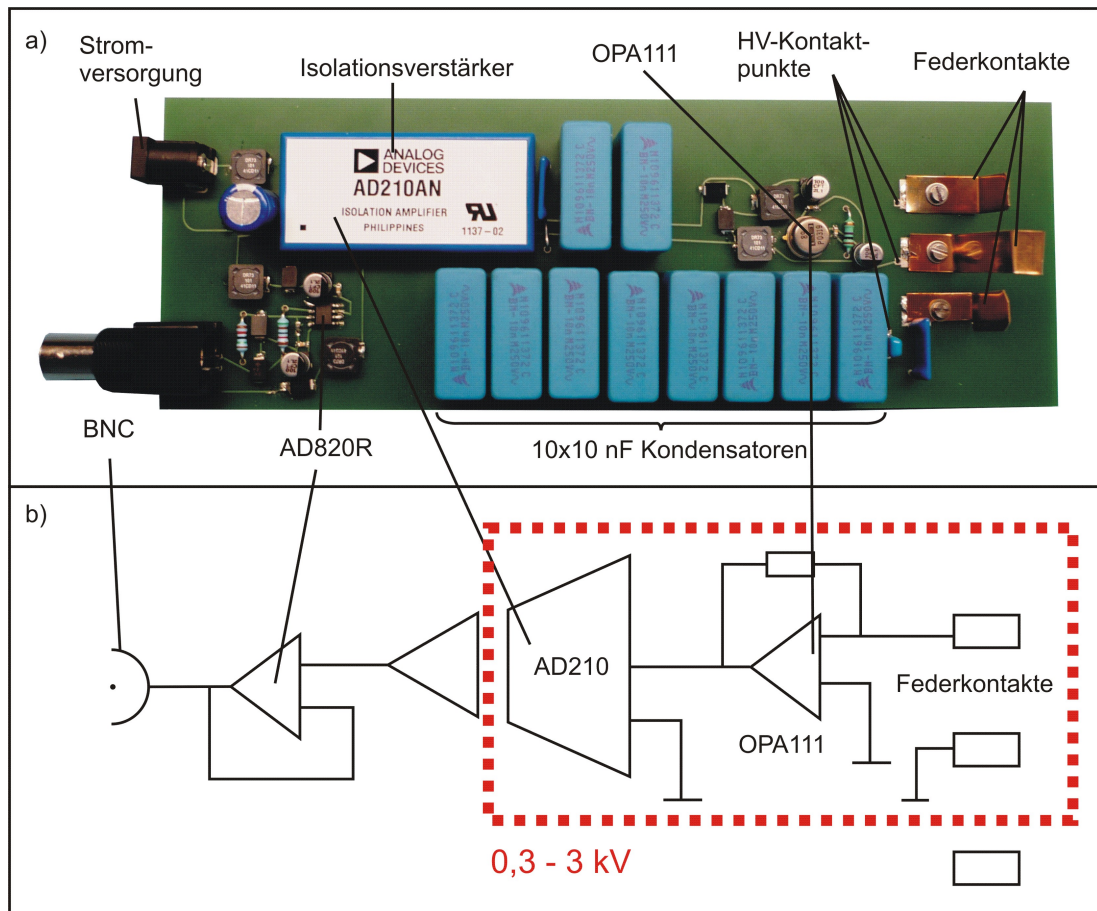 a)
Strom-
versorgung
Isolationsverstärker
OPA111
HV-Kontakt-
punkte
Federkontakte
ANALOG
DEVICES
AD210AN
ISOLATION AMPLIFIER
PHILIPPINES
1137-02
BNC
AD820R
10x10 nF Kondensatoren
b)
AD210
OPA111
Federkontakte
0,3 - 3 kV